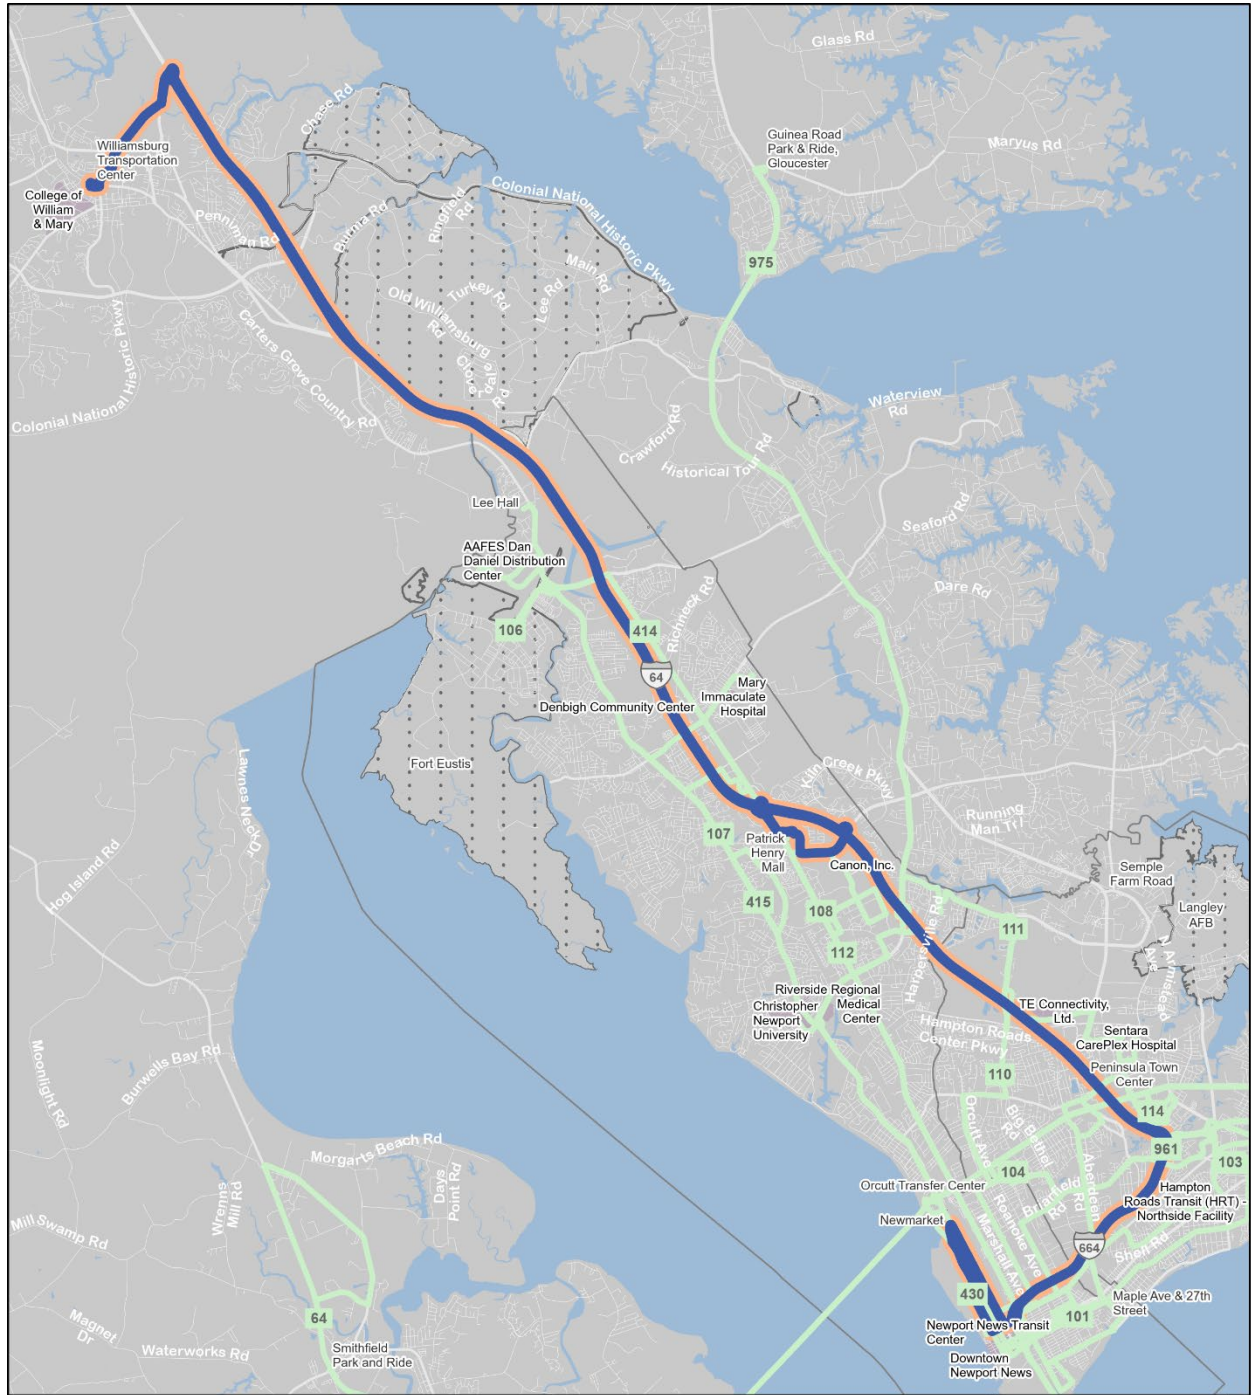 Glass Rd
Chase Rd
Guinea Road
Park & Ride,
Gloucester
Maryus Rd
Williamsburg
Transportation
Center
College of
William
& Mary
Colonial National Historic Pkwy
Penniman Rd
Ringfield
Rd
975
Main Rd
Turkey Rd
Lee Rd
Old Williamsburg
Rd
Clover
dale
Rd
Colonial National Historic Pkwy
Carters Grove Country Rd
Waterview
Rd
Crawford Rd
Historical Tour Rd
Lee Hall
Seaford Rd
AAFES Dan
Daniel Distribution
Center
Dare Rd
Richneck Rd
106
414
64
Mary
Immaculate
Hospital
Denbigh Community Center
Fort Eustis
Lawnes Neck Dr
Kiln Creek Pkwy
Running
Man Trl
107
Patrick
Henry
Mall
Canon, Inc.
Semple
Farm Road
Hog Island Rd
415
108
Langley
AFB
111
112
Harpersville Rd
N Armistead
Ave
Riverside Regional
Medical
Center
Christopher
Newport
University
TE Connectivity,
Ltd.
Hampton Roads
Center Pkwy
Sentara
CarePlex Hospital
Moonlight Rd
Burwells Bay Rd
110
Peninsula Town
Center
Orcutt Ave
Big Bethel
Rd
114
Morgarts Beach Rd
961
103
104
Aberdeen
Rd
Days
Point Rd
Orcutt Transfer Center
Briarfield
Rd
Hampton
Roads Transit (HRT) -
Northside Facility
Wrenns
Mill Rd
Newmarket
Roanoke Ave
Marshall Ave
Mill Swamp Rd
664
Shell Rd
430
Maple Ave & 27th
Street
64
101
Magnet
Dr
Newport News Transit
Center
Waterworks Rd
Smithfield
Park and Ride
Downtown
Newport News